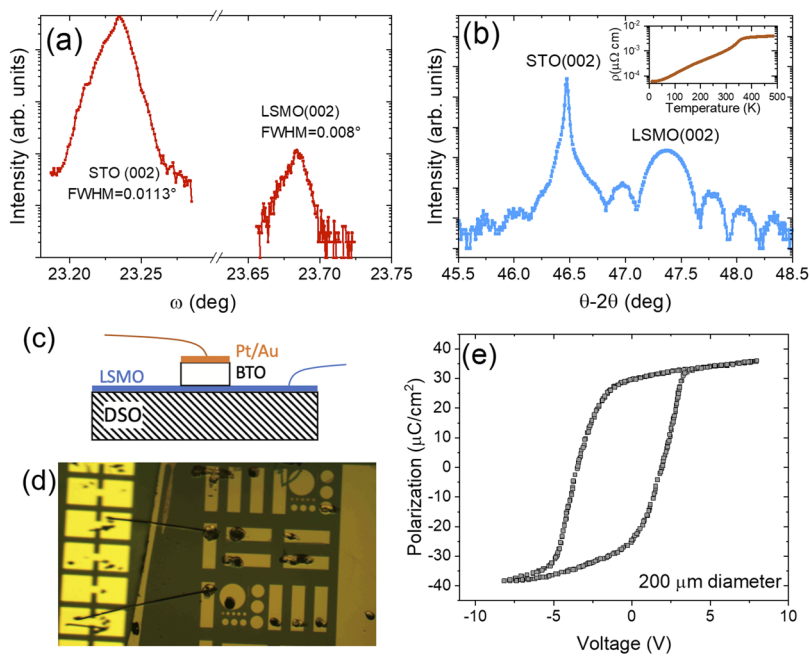 (a)
Intensity (arb. units)
STO (002)
FWHM=0.0113°
LSMO(002)
FWHM=0.008°
23.20 23.25 23.65 23.70 23.75
ω (deg)
(b)
Intensity (arb. units)
STO(002)
LSMO(002)
ρ(μΩ cm)
10⁻²
10⁻³
10⁻⁴
0 100 200 300 400 500
Temperature (K)
45.5 46.0 46.5 47.0 47.5 48.0 48.5
θ-2θ (deg)
(c)
Pt/Au
LSMO
BTO
DSO
(d)
(e)
Polarization (μC/cm²)
40
30
20
10
0
-10
-20
-30
-40
200 μm diameter
-10 -5 0 5 10
Voltage (V)